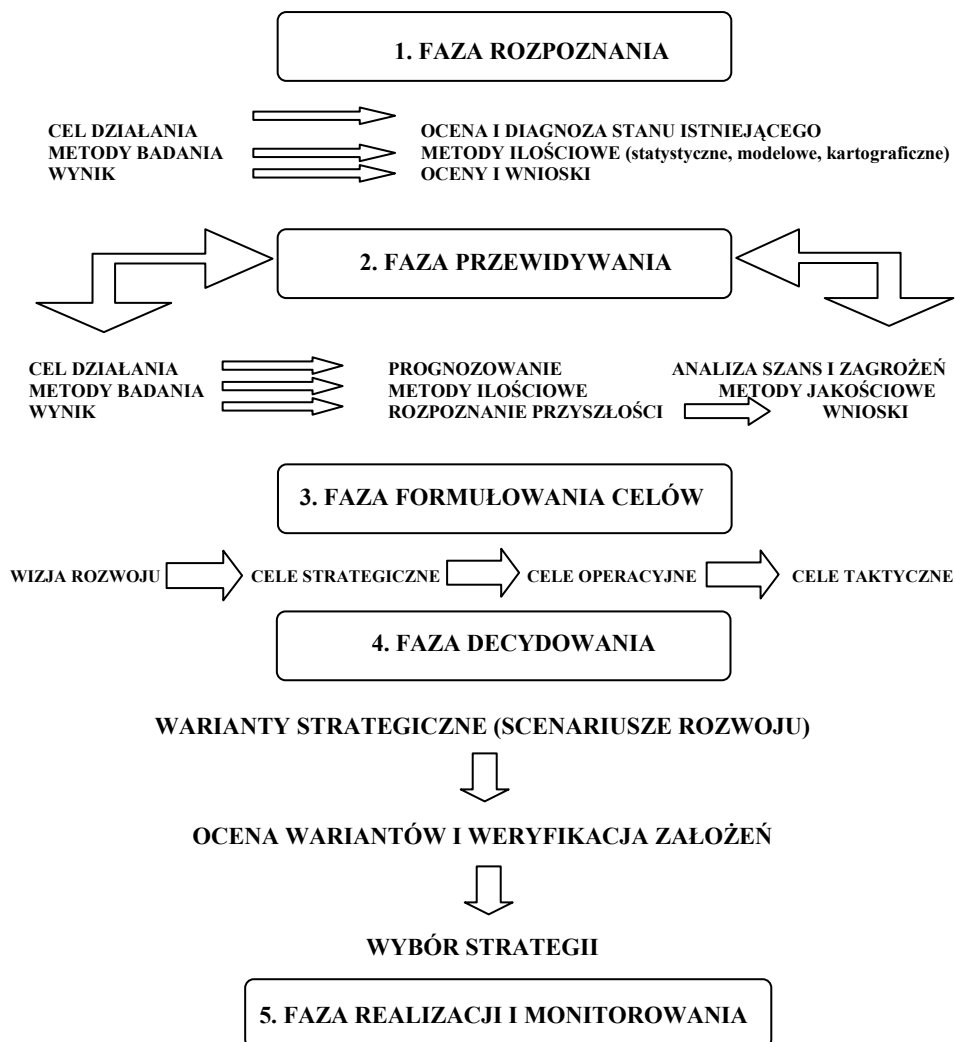 1. FAZA ROZPOZNANIA
CEL DZIAŁANIA OCENA I DIAGNOZA STANU ISTNIEJĄCEGO
METODY BADANIA METODY ILOŚCIOWE (statystyczne, modelowe, kartograficzne)
WYNIK OCENY I WNIOSKI
2. FAZA PRZEWIDYWANIA
CEL DZIAŁANIA PROGNOZOWANIE ANALIZA SZANS I ZAGROŻEŃ
METODY BADANIA METODY ILOŚCIOWE METODY JAKOŚCIOWE
WYNIK ROZPOZNANIE PRZYSZŁOŚCI WNIOSKI
3. FAZA FORMUŁOWANIA CELÓW
WIZJA ROZWOJU CELE STRATEGICZNE CELE OPERACYJNE CELE TAKTYCZNE
4. FAZA DECYDOWANIA
WARIANTY STRATEGICZNE (SCENARIUSZE ROZWOJU)
OCENA WARIANTÓW I WERYFIKACJA ZAŁOŻEŃ
WYBÓR STRATEGII
5. FAZA REALIZACJI I MONITOROWANIA